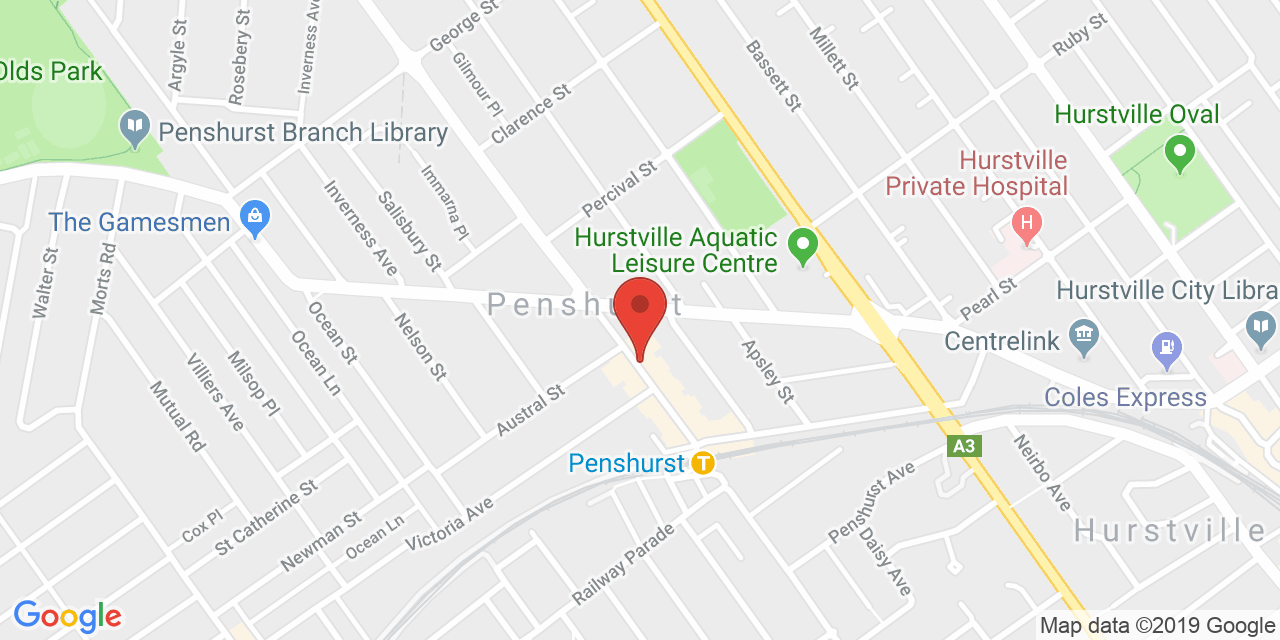 George St
Argyle St
Rosebery St
Inverness Ave
Gilmour Pl
Bassett St
Millett St
Ruby St
Olds Park
Clarence St
Hurstville Oval
Penshurst Branch Library
Hurstville
Private Hospital
H
Percival St
Immarna Pl
Salisbury St
Inverness Ave
The Gamesmen
Hurstville Aquatic
Leisure Centre
Walter St
Morts Rd
Pearl St
Hurstville City Libra
Penshurst
Centrelink
Ocean St
Ocean Ln
Nelson St
Apsley St
Coles Express
Milsop Pl
Villiers Ave
Mutual Rd
Austral St
A3
Penshurst
T
Neirbo Ave
Penshurst Ave
St Catherine St
Cox Pl
Newman St
Ocean Ln
Victoria Ave
Hurstville
Railway Parade
Daisy Ave
Google
Map data ©2019 Google